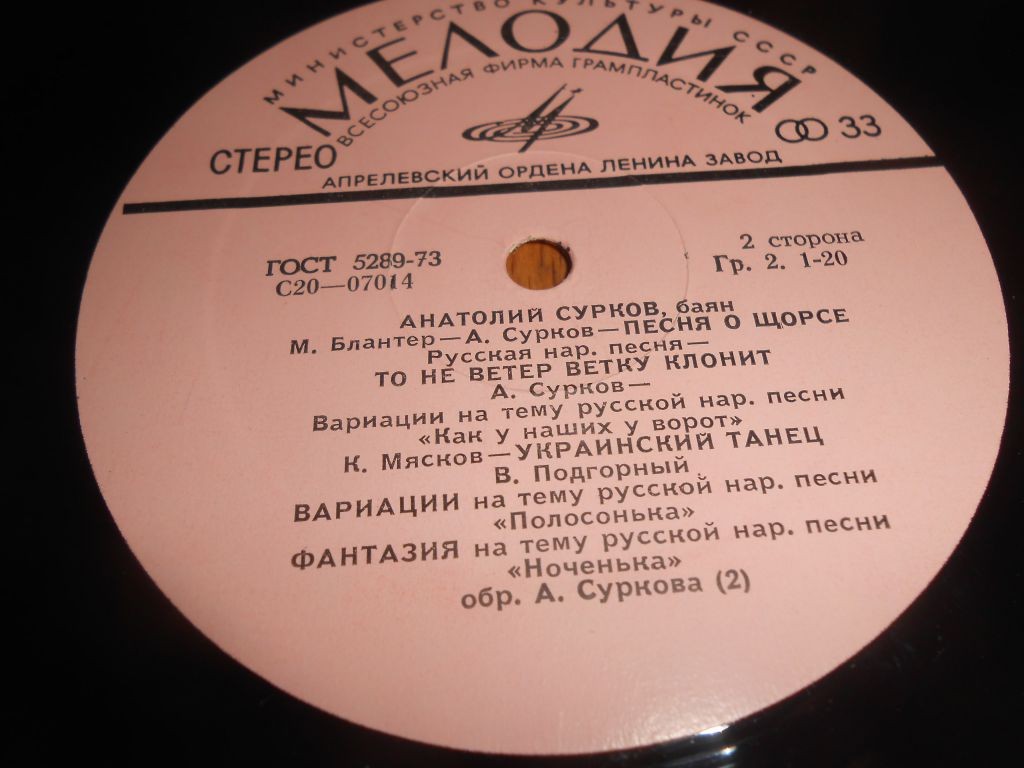 МИНИСТЕРСТВО КУЛЬТУРЫ СССР
МЕЛОДИЯ
ВСЕСОЮЗНАЯ ФИРМА ГРАМПЛАСТИНОК
СТЕРЕО
33
АПРЕЛЕВСКИЙ ОРДЕНА ЛЕНИНА ЗАВОД
ГОСТ 5289-73
С20—07014
2 сторона
Гр. 2. 1-20
АНАТОЛИЙ СУРКОВ, баян
М. Блантер—А. Сурков—ПЕСНЯ О ЩОРСЕ
Русская нар. песня—
ТО НЕ ВЕТЕР ВЕТКУ КЛОНИТ
А. Сурков—
Вариации на тему русской нар. песни
«Как у наших у ворот»
К. Мясков—УКРАИНСКИЙ ТАНЕЦ
В. Подгорный
ВАРИАЦИИ на тему русской нар. песни
«Полосонька»
ФАНТАЗИЯ на тему русской нар. песни
«Ноченька»
обр. А. Суркова (2)